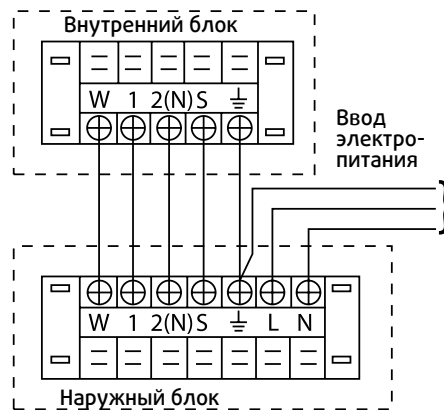 Внутренний блок
W 1 2(N) S ⏚
Ввод
электро-
питания
W 1 2(N) S ⏚ L N
Наружный блок